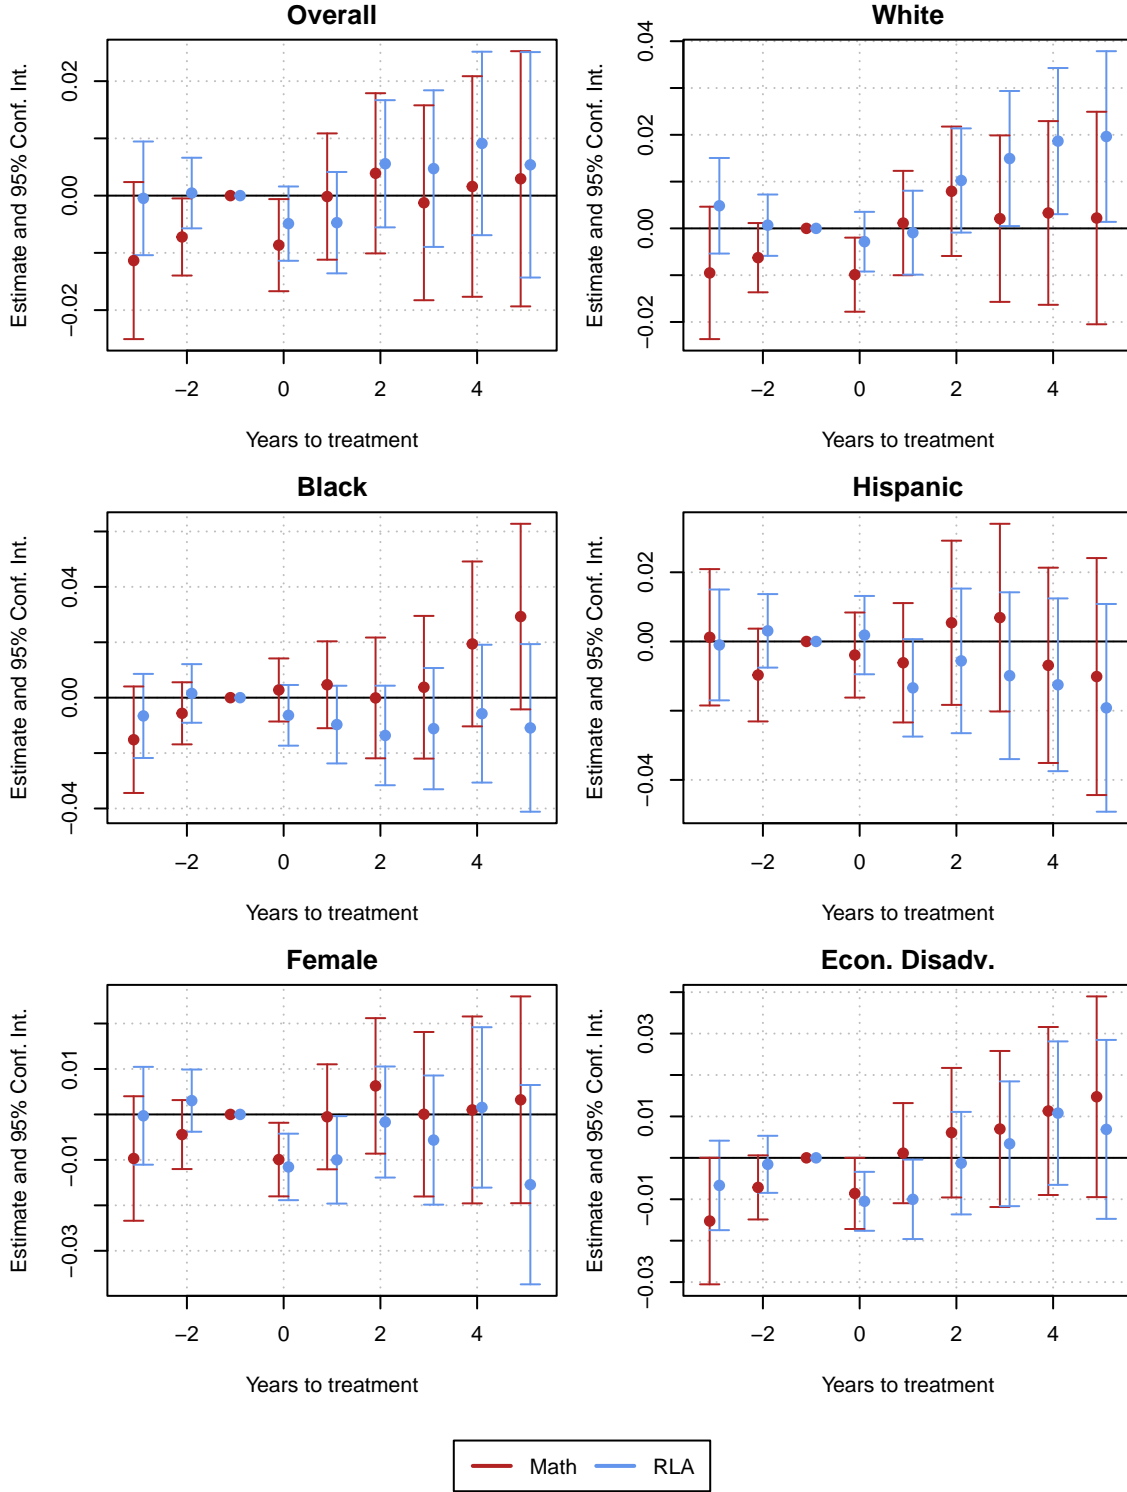 Overall
Estimate and 95% Conf. Int.
0.02
0.00
−0.02
−2 0 2 4
Years to treatment
White
Estimate and 95% Conf. Int.
0.04
0.02
0.00
−0.02
−2 0 2 4
Years to treatment
Black
Estimate and 95% Conf. Int.
0.04
0.00
−0.04
−2 0 2 4
Years to treatment
Hispanic
Estimate and 95% Conf. Int.
0.02
0.00
−0.04
−2 0 2 4
Years to treatment
Female
Estimate and 95% Conf. Int.
0.01
−0.01
−0.03
−2 0 2 4
Years to treatment
Econ. Disadv.
Estimate and 95% Conf. Int.
0.03
0.01
−0.01
−0.03
−2 0 2 4
Years to treatment
Math RLA